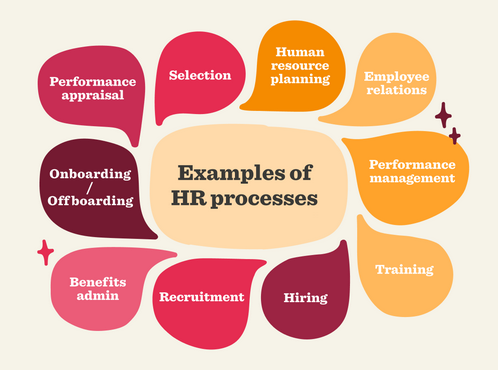 Examples of
HR processes
Performance
appraisal
Selection
Human
resource
planning
Employee
relations
Performance
management
Training
Hiring
Recruitment
Benefits
admin
Onboarding
/
Offboarding